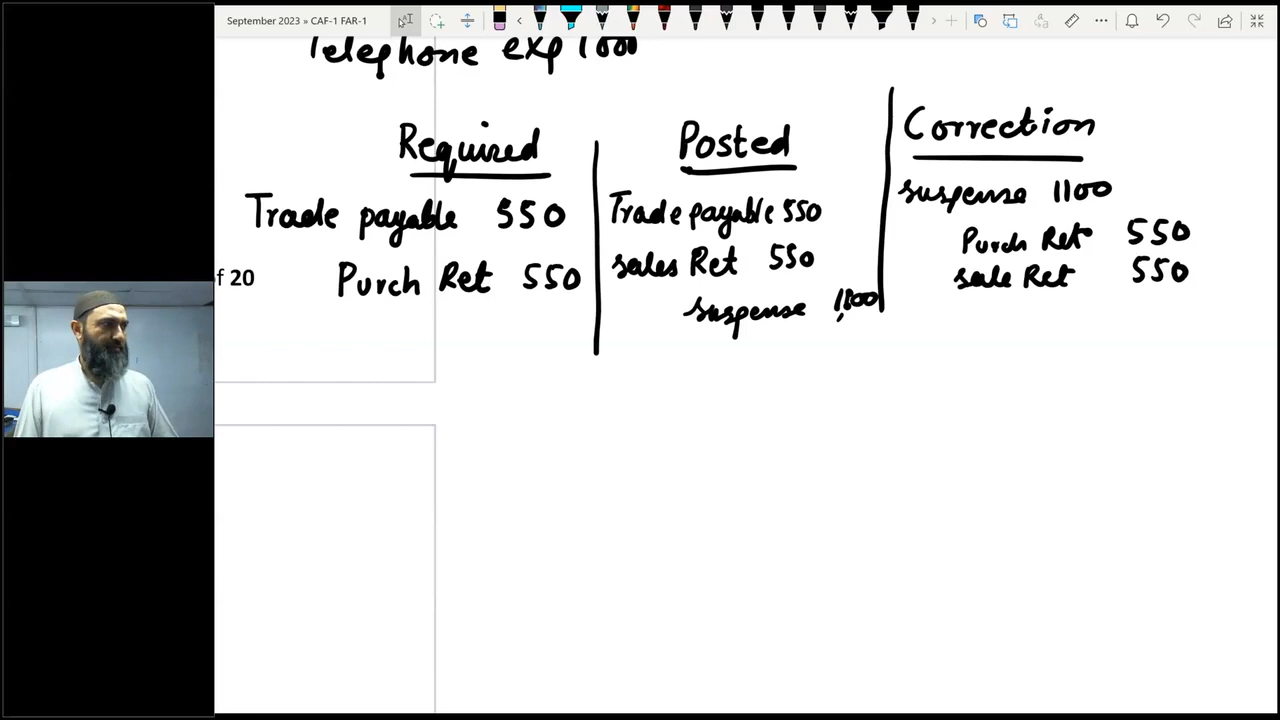 September 2023 » CAF-1 FAR-1
Telephone exp 1000
Required
Trade payable 550
Purch Ret 550
Posted
Trade payable 550
sales Ret 550
suspense 1100
Correction
suspense 1100
Purch Ret 550
sale Ret 550
of 20